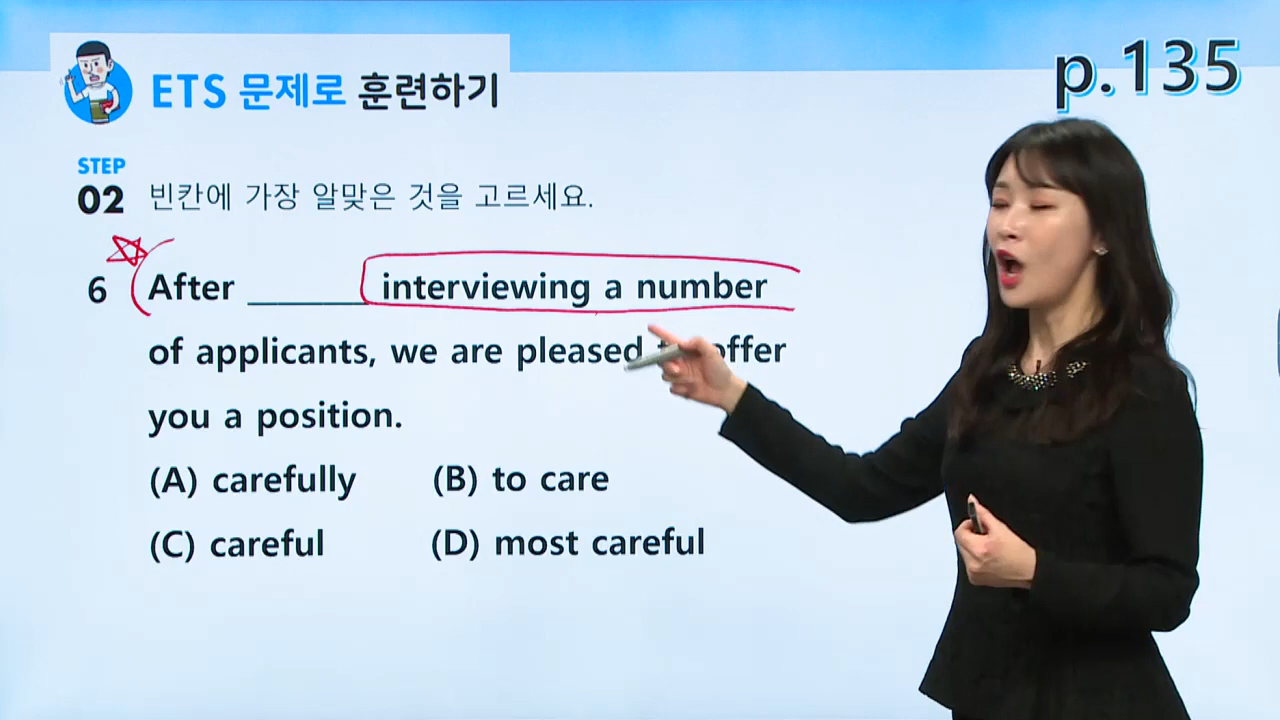 ETS 문제로 훈련하기
p.135
STEP
02 빈칸에 가장 알맞은 것을 고르세요.
6 After ______ interviewing a number
of applicants, we are pleased offer
you a position.
(A) carefully (B) to care
(C) careful (D) most careful